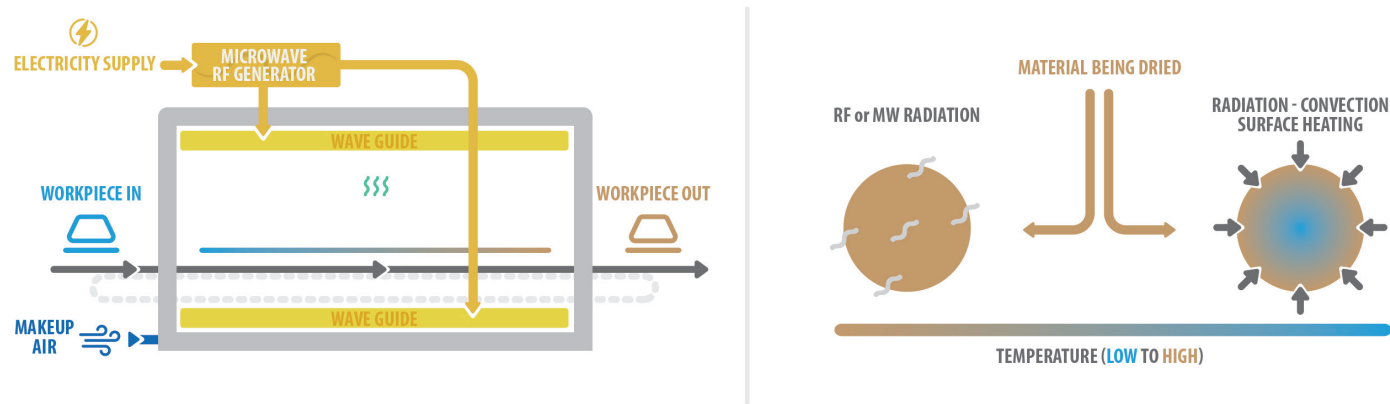 ELECTRICITY SUPPLY
MICROWAVE
RF GENERATOR
WAVE GUIDE
WORKPIECE IN
WORKPIECE OUT
MAKEUP
AIR
WAVE GUIDE
MATERIAL BEING DRIED
RF or MW RADIATION
RADIATION - CONVECTION
SURFACE HEATING
TEMPERATURE (LOW TO HIGH)